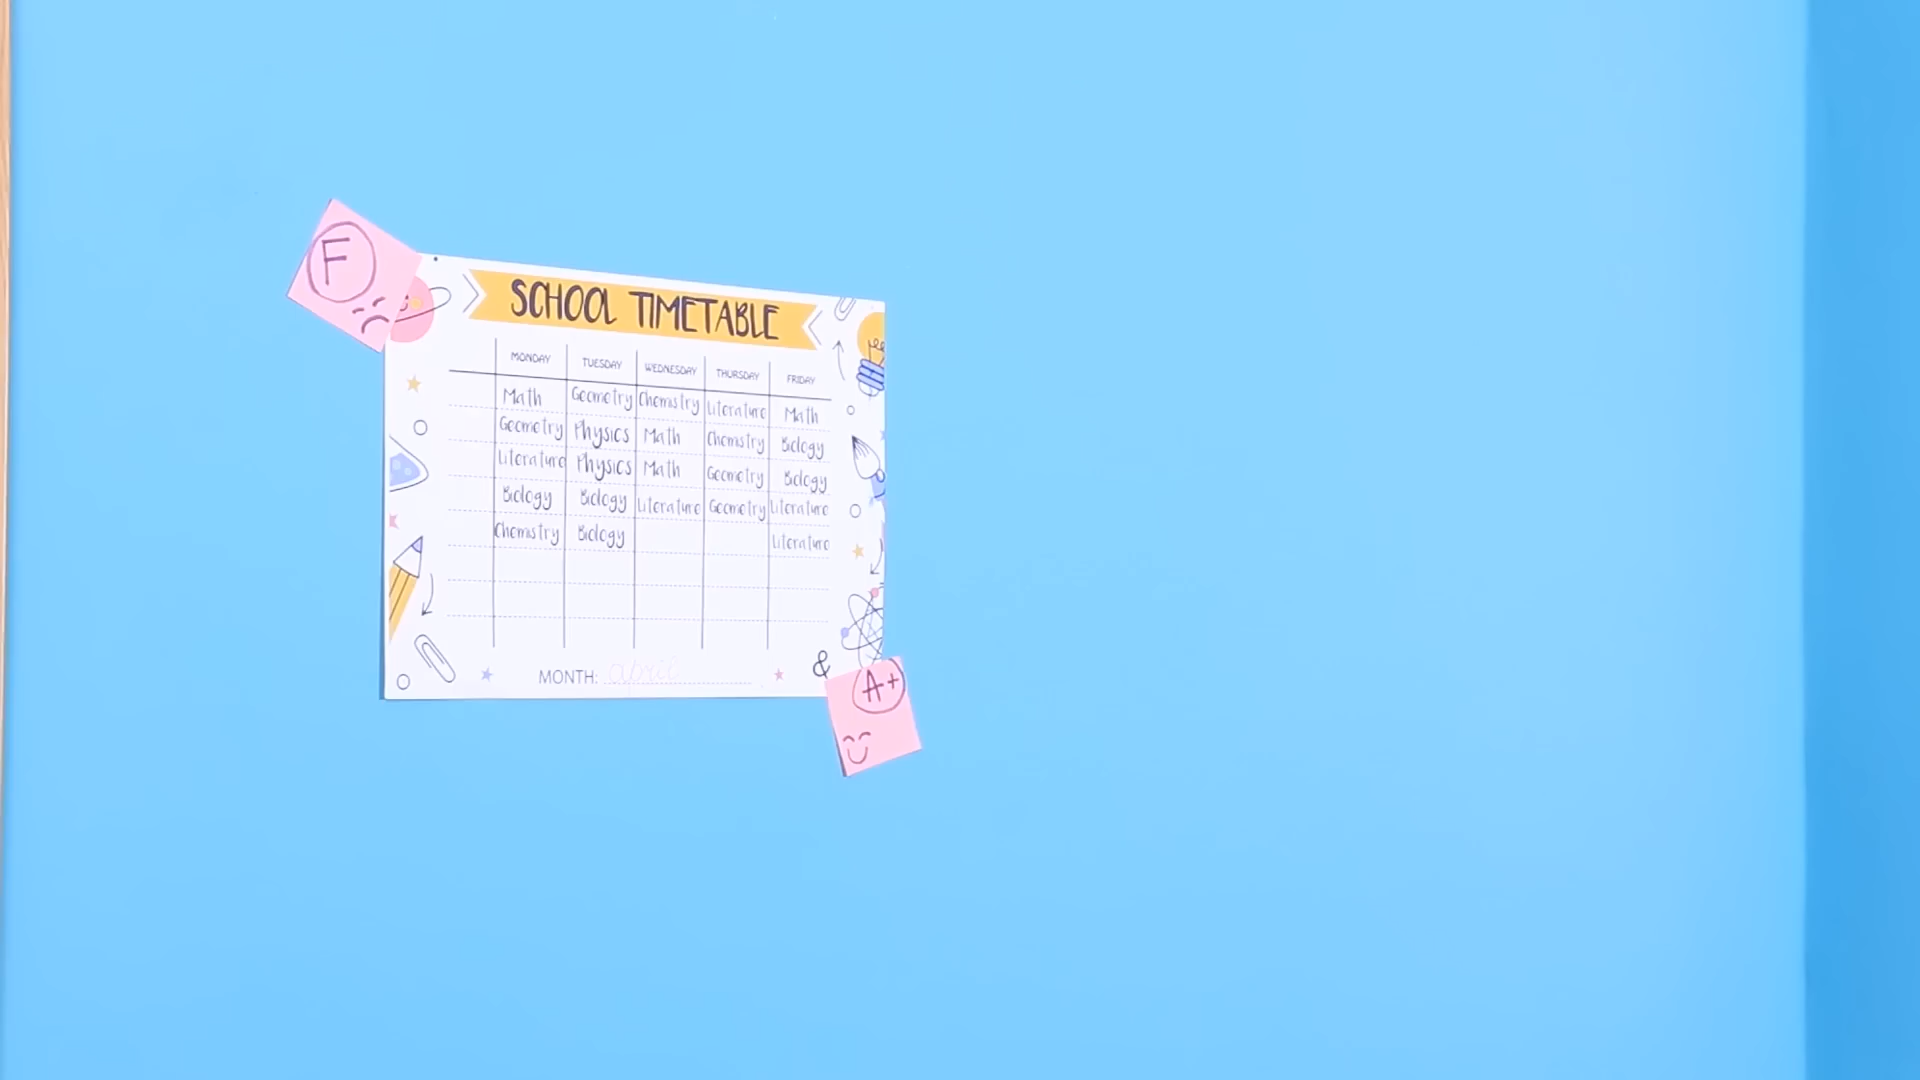 F
SCHOOL TIMETABLE
MONDAY TUESDAY WEDNESDAY THURSDAY FRIDAY
Math Geometry Chemistry Literature Math
Geometry Physics Math Chemistry Biology
Literature Physics Math Geometry Biology
Biology Biology Literature Geometry Literature
Chemistry Biology Literature
&
MONTH: april
A+